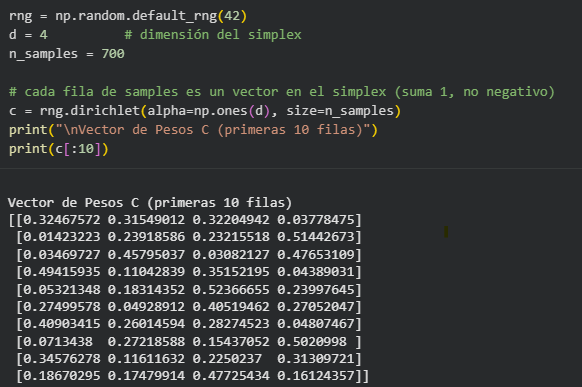 rng = np.random.default_rng(42)
d = 4           # dimensión del simplex
n_samples = 700
# cada fila de samples es un vector en el simplex (suma 1, no negativo)
c = rng.dirichlet(alpha=np.ones(d), size=n_samples)
print("\nVector de Pesos C (primeras 10 filas)")
print(c[:10])
Vector de Pesos C (primeras 10 filas)
[[0.32467572 0.31549012 0.32204942 0.03778475]
 [0.01423223 0.23918586 0.23215518 0.51442673]
 [0.03469727 0.45795037 0.03082127 0.47653109]
 [0.49415935 0.11042839 0.35152195 0.04389031]
 [0.05321348 0.18314352 0.52366655 0.23997645]
 [0.27499578 0.04928912 0.40519462 0.27052047]
 [0.40903415 0.26014594 0.28274523 0.04807467]
 [0.0713438  0.27218588 0.15437052 0.5020998 ]
 [0.34576278 0.11611632 0.2250237  0.31309721]
 [0.18670295 0.17479914 0.47725434 0.16124357]]